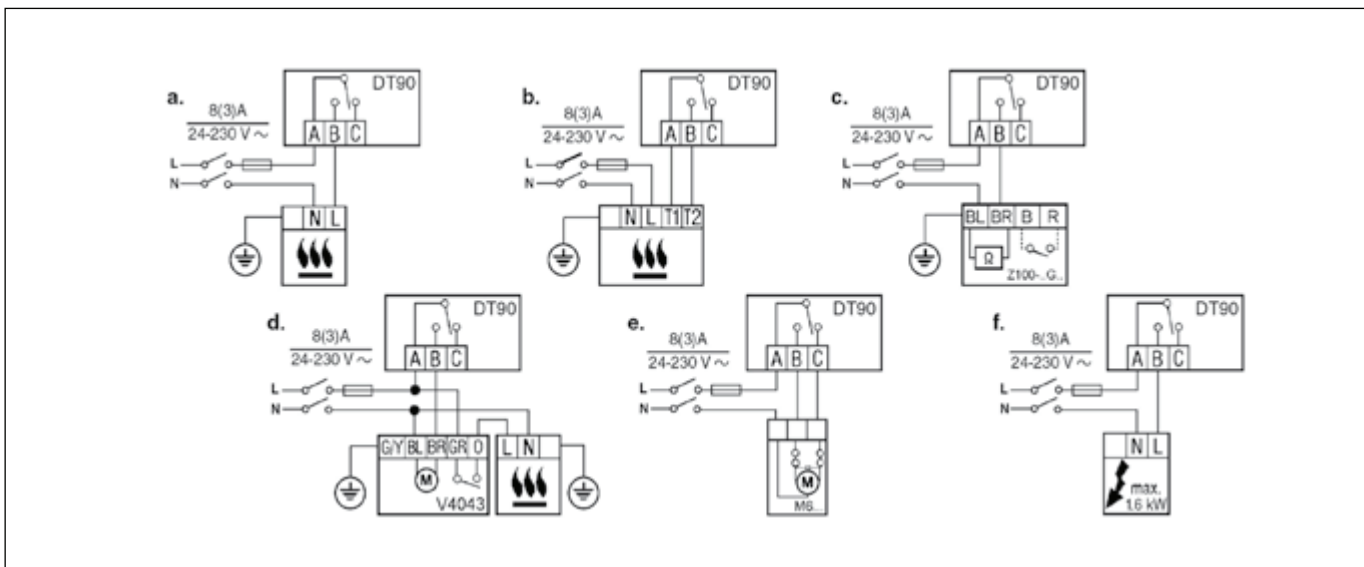 a.
8(3)A
24-230 V ~
DT90
A B C
L
N
N L
b.
8(3)A
24-230 V ~
DT90
A B C
L
N
N L T1 T2
c.
8(3)A
24-230 V ~
DT90
A B C
L
N
BL BR B R
Ω
Z100-..G..
d.
8(3)A
24-230 V ~
DT90
A B C
L
N
G/Y BL BR GR O
M
V4043
L N
e.
8(3)A
24-230 V ~
DT90
A B C
L
N
M
M6...
f.
8(3)A
24-230 V ~
DT90
A B C
L
N
N L
max.
1.6 kW